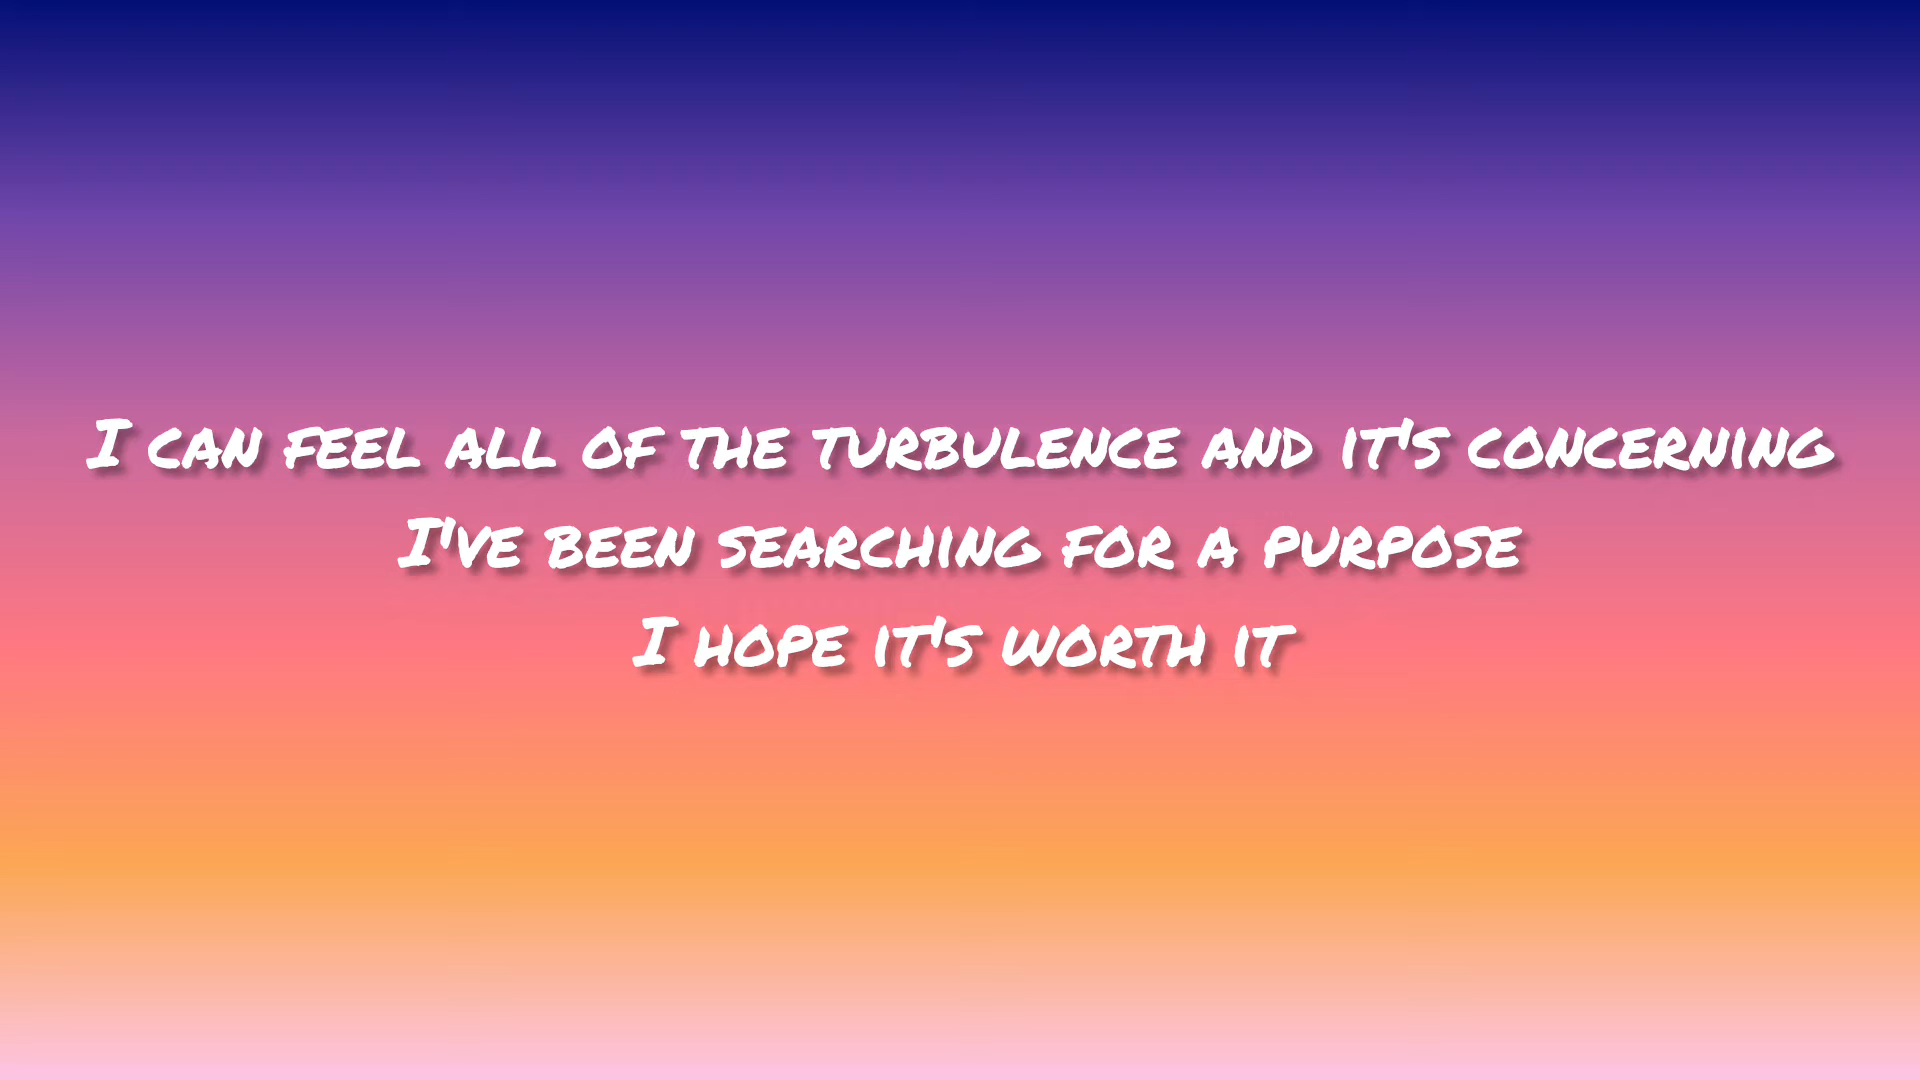 I can feel all of the turbulence and it's concerning
I've been searching for a purpose
I hope it's worth it